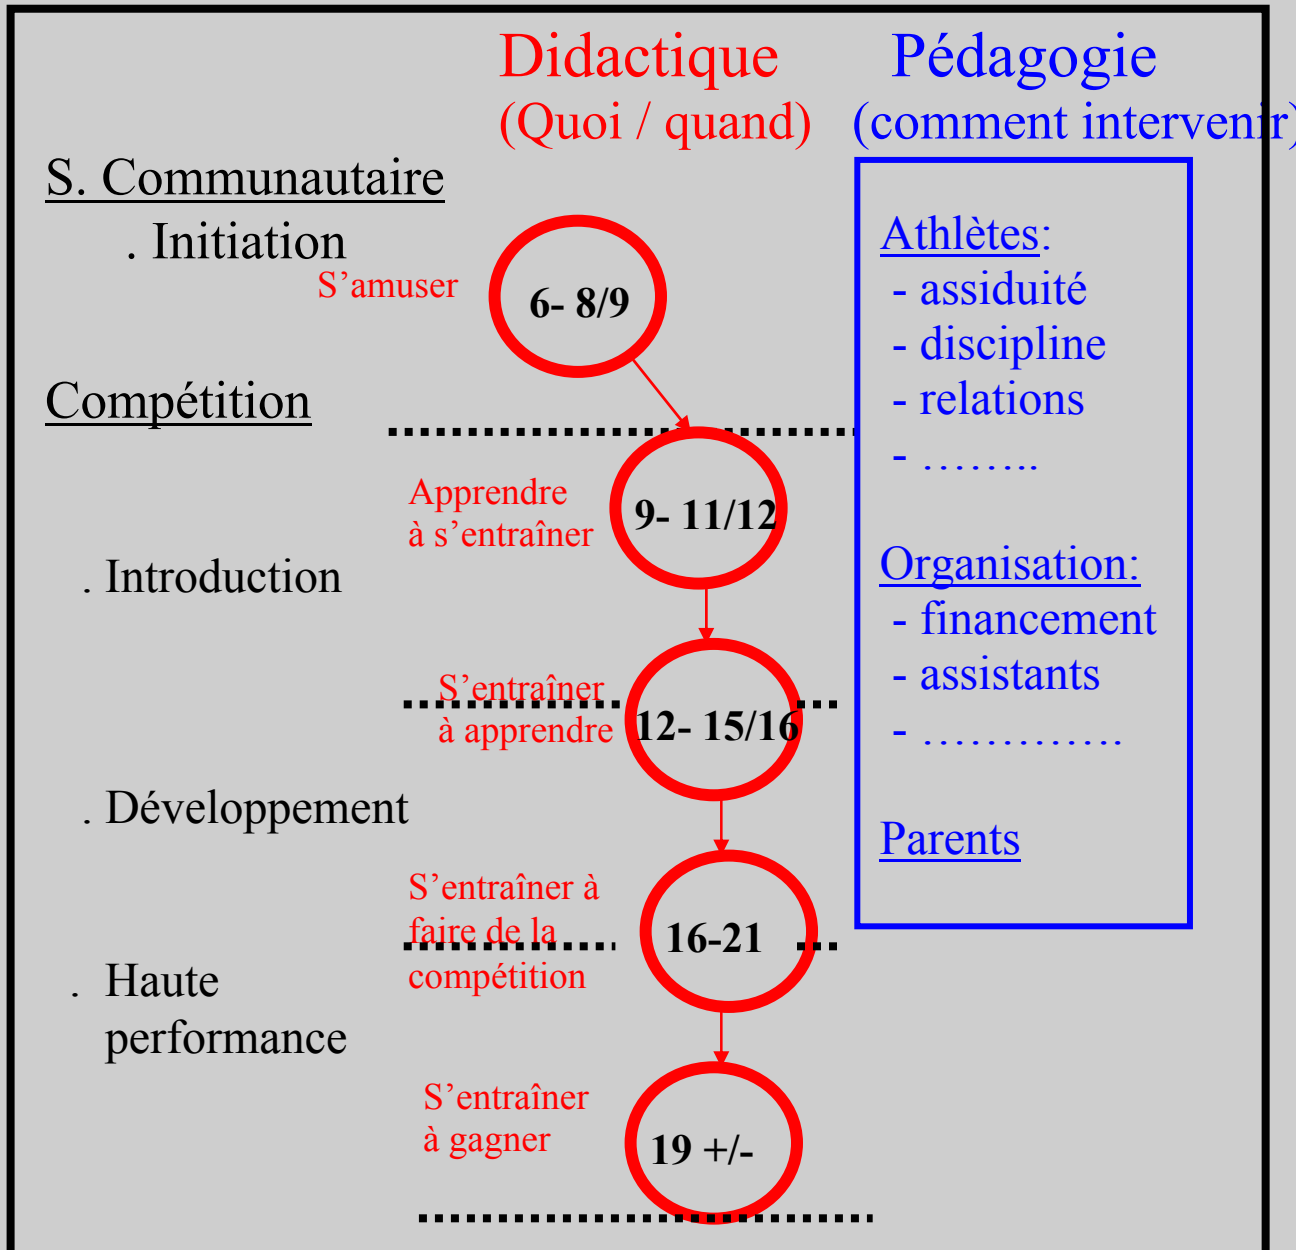 Didactique
(Quoi / quand)
Pédagogie
(comment intervenir)
S. Communautaire
. Initiation
S’amuser
6- 8/9
Compétition
Apprendre
à s’entraîner
9- 11/12
. Introduction
S’entraîner
à apprendre
12- 15/16
. Développement
S’entraîner à
faire de la
compétition
16-21
. Haute
performance
S’entraîner
à gagner
19 +/-
Athlètes:
- assiduité
- discipline
- relations
- ……..
Organisation:
- financement
- assistants
- ………….
Parents